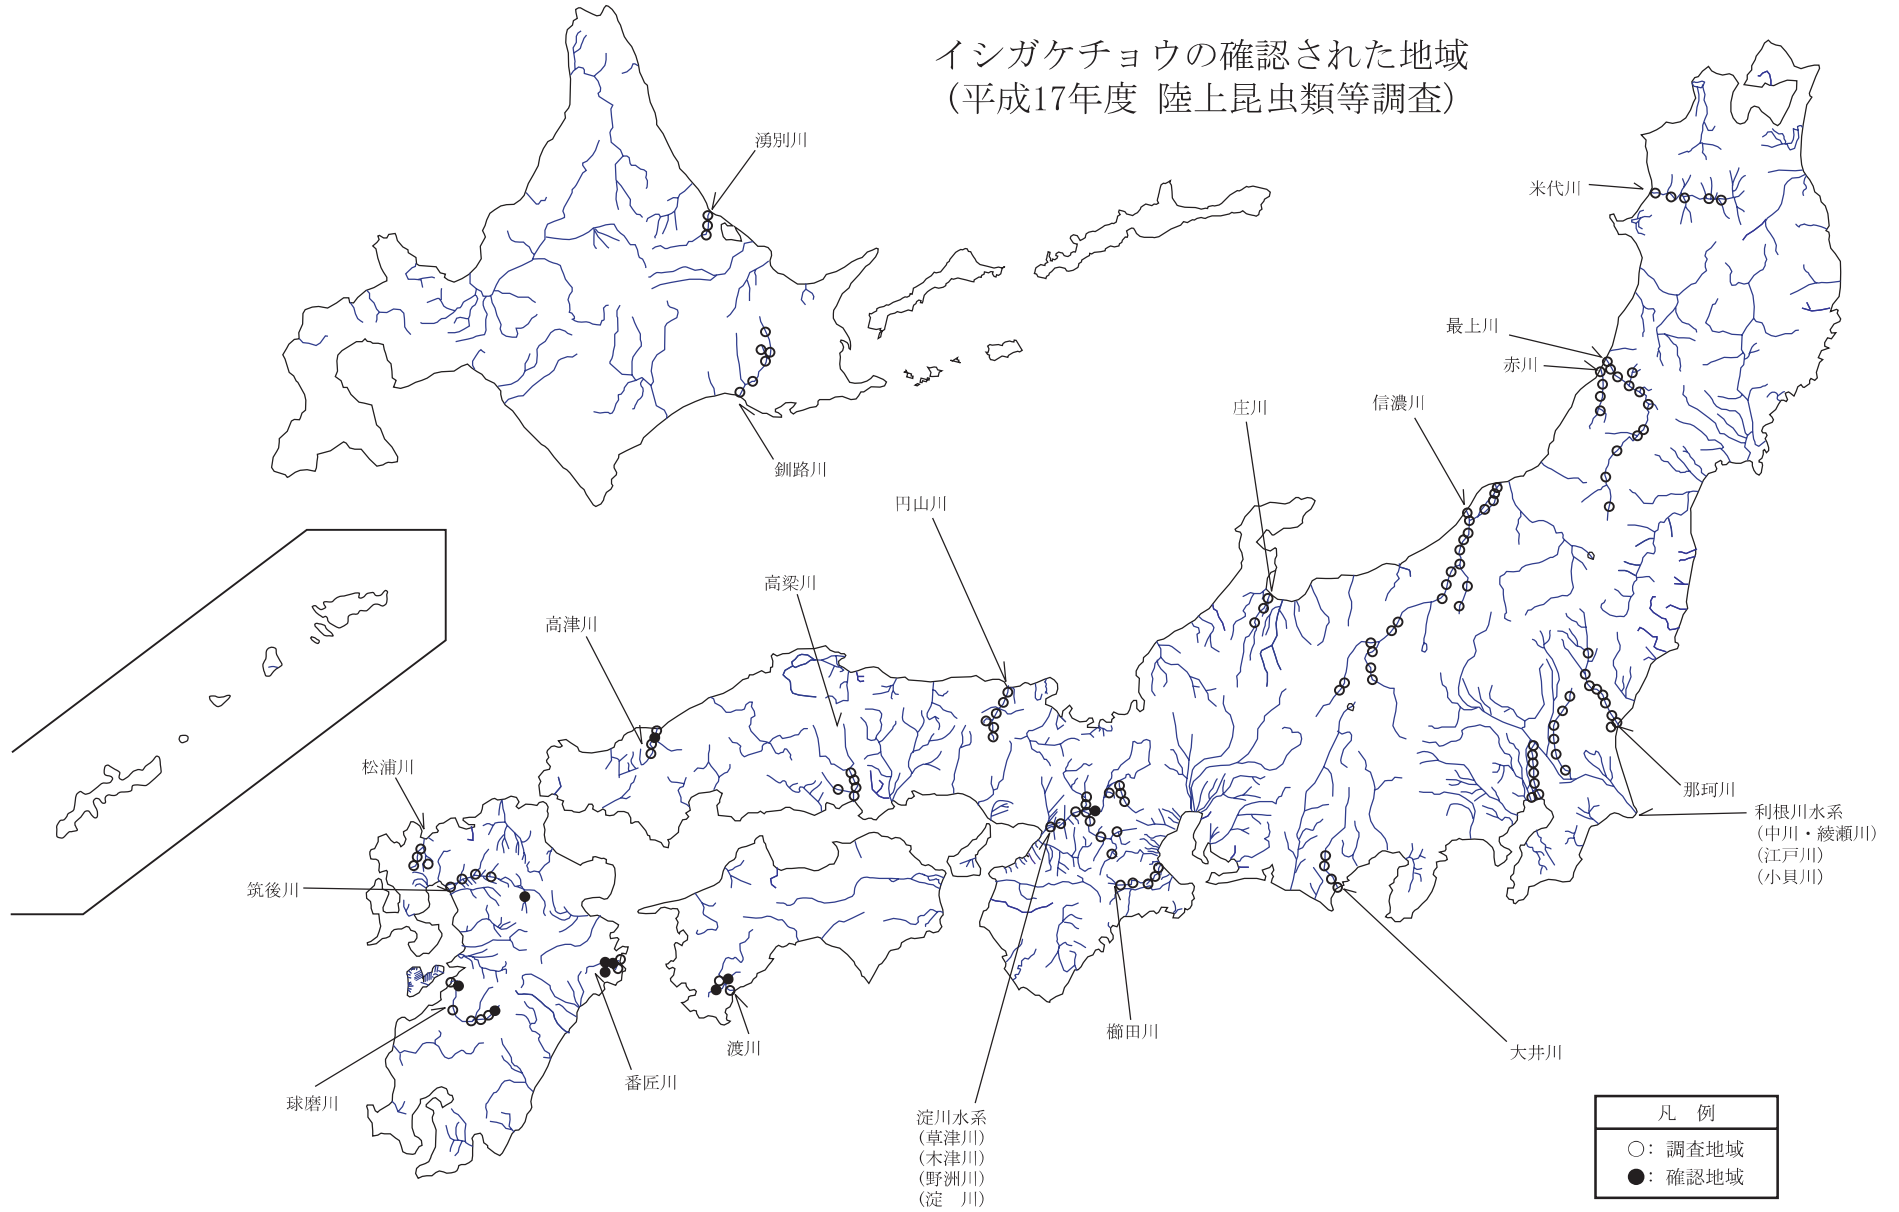 イシガケチョウの確認された地域
(平成17年度 陸上昆虫類等調査)
湧別川
米代川
最上川
赤川
庄川
信濃川
釧路川
円山川
高梁川
高津川
松浦川
那珂川
利根川水系
(中川・綾瀬川)
(江戸川)
(小貝川)
筑後川
櫛田川
渡川
大井川
番匠川
球磨川
淀川水系
(草津川)
(木津川)
(野洲川)
(淀　川)
凡　例
○：調査地域
●：確認地域